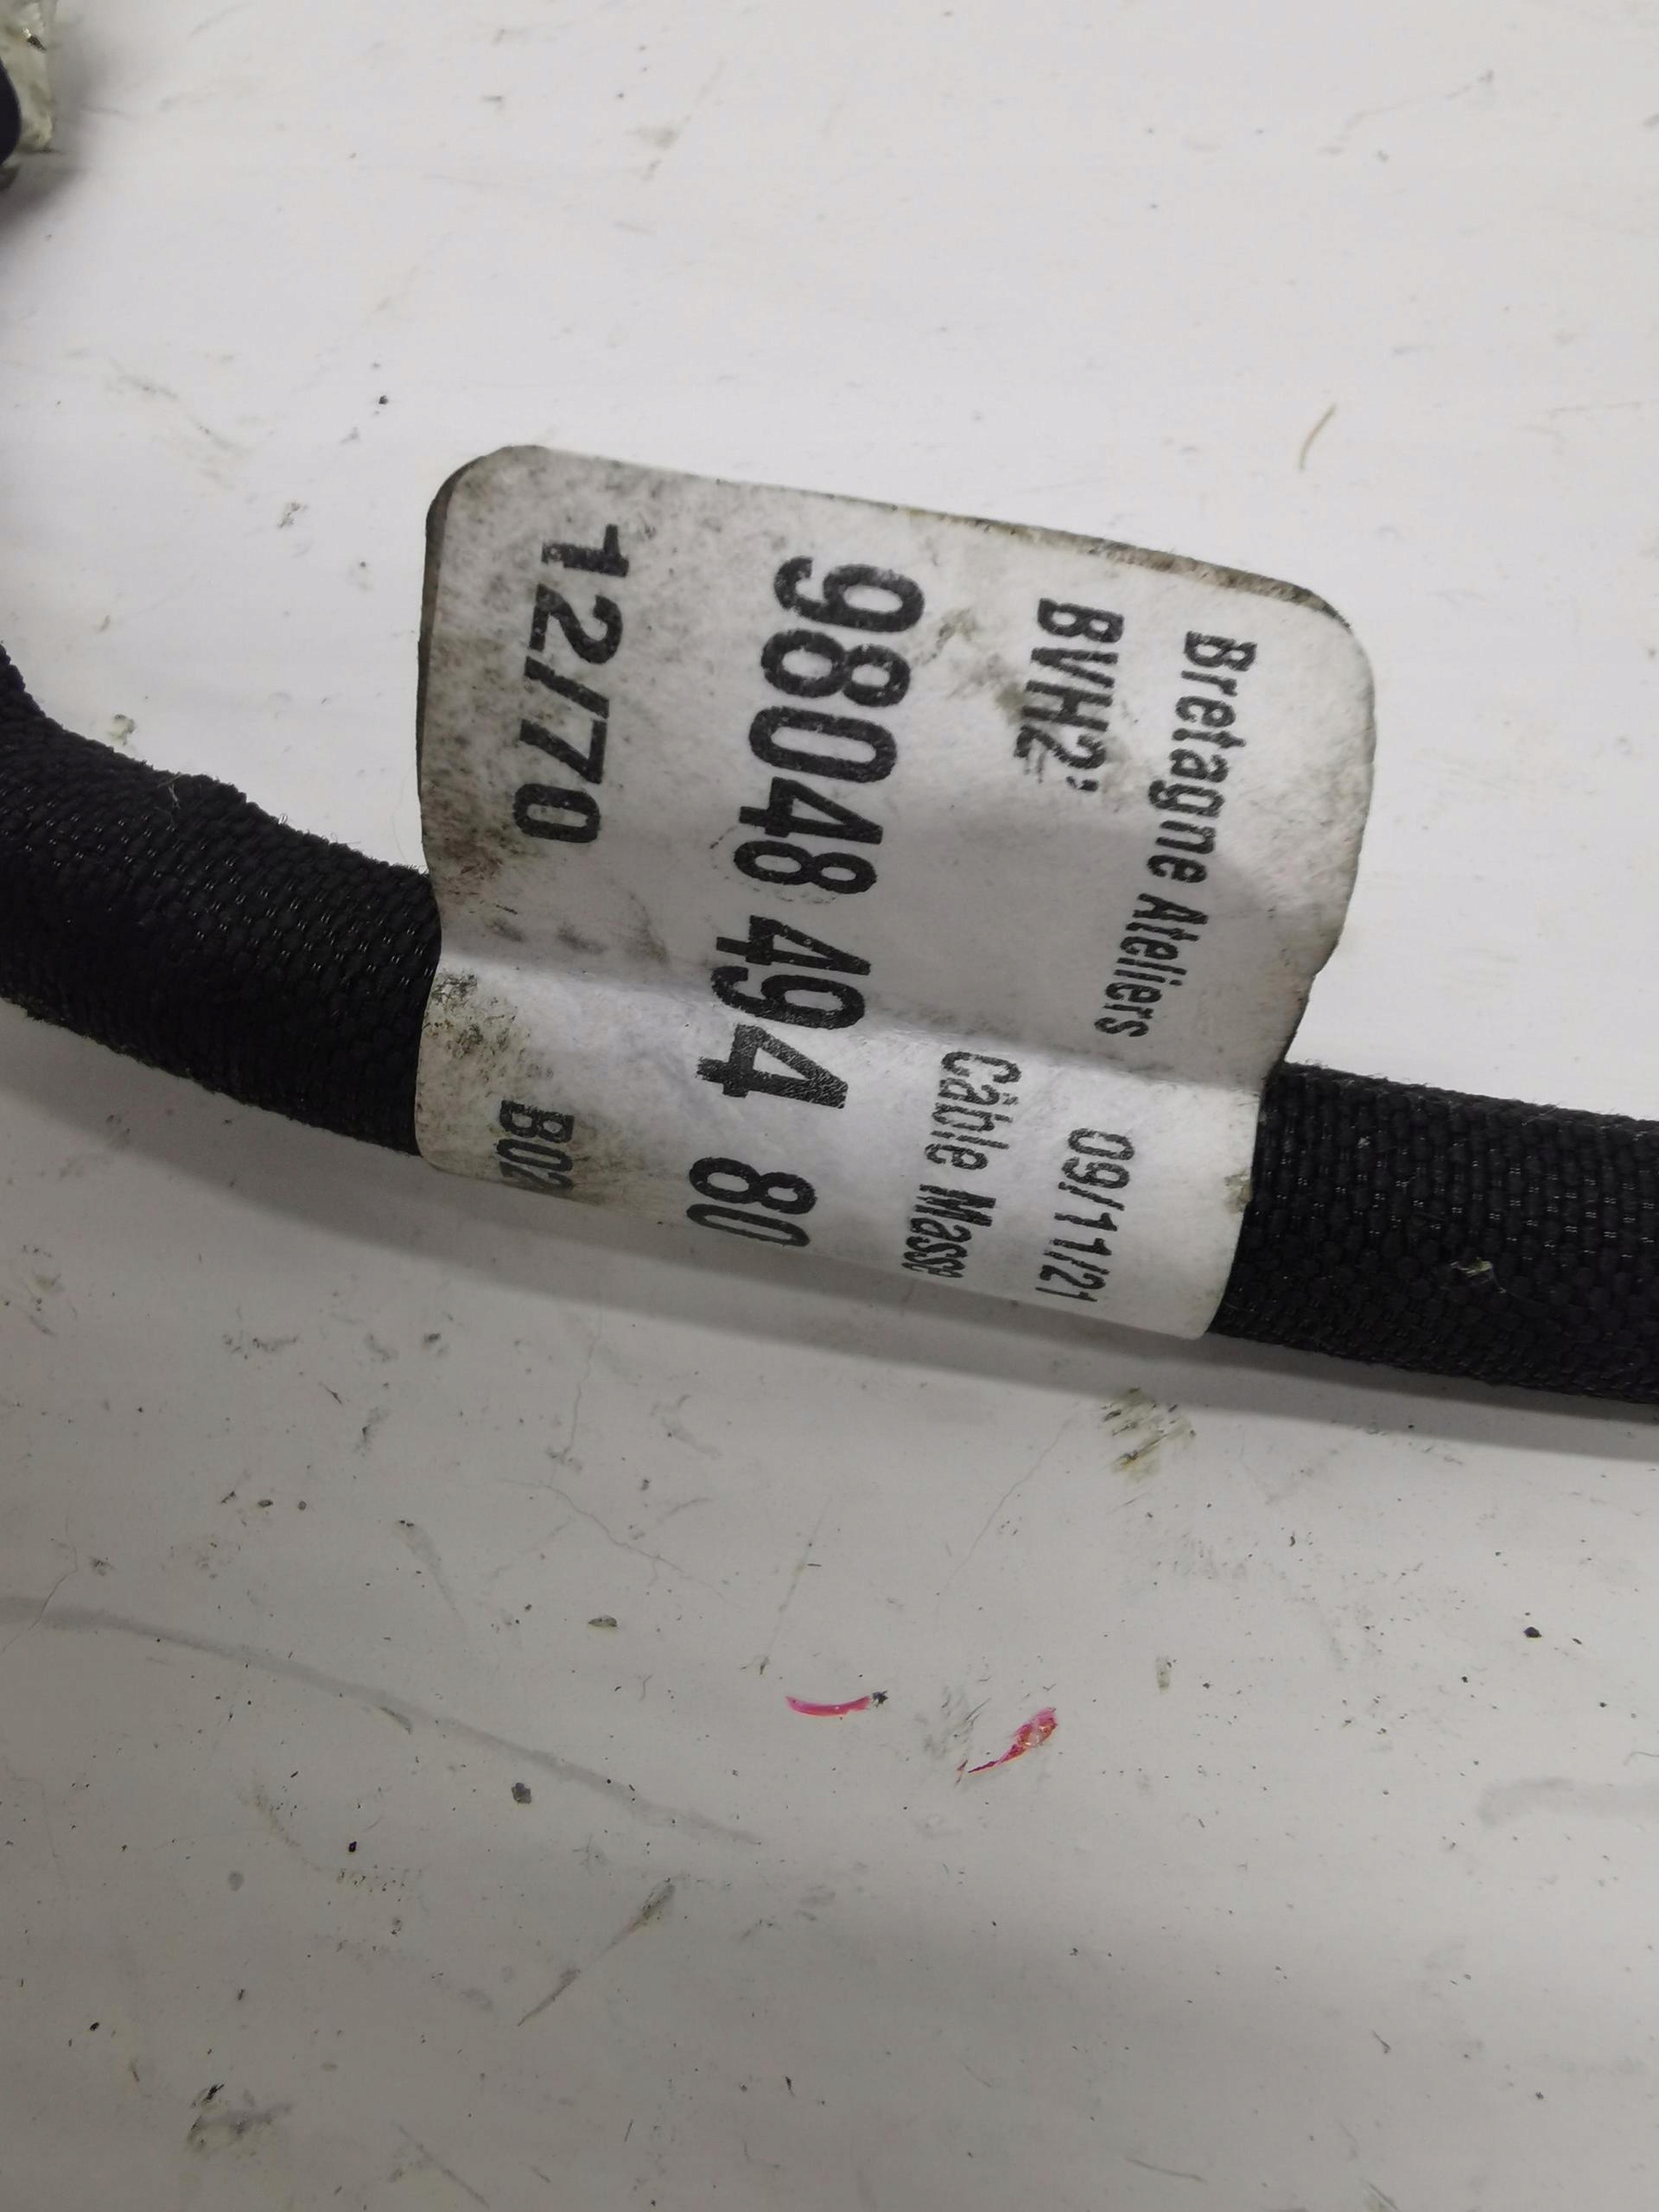 Bretagne Ateliers 09/11/21
BVH2 Câble Masse
98048 494 80
12/70 B02